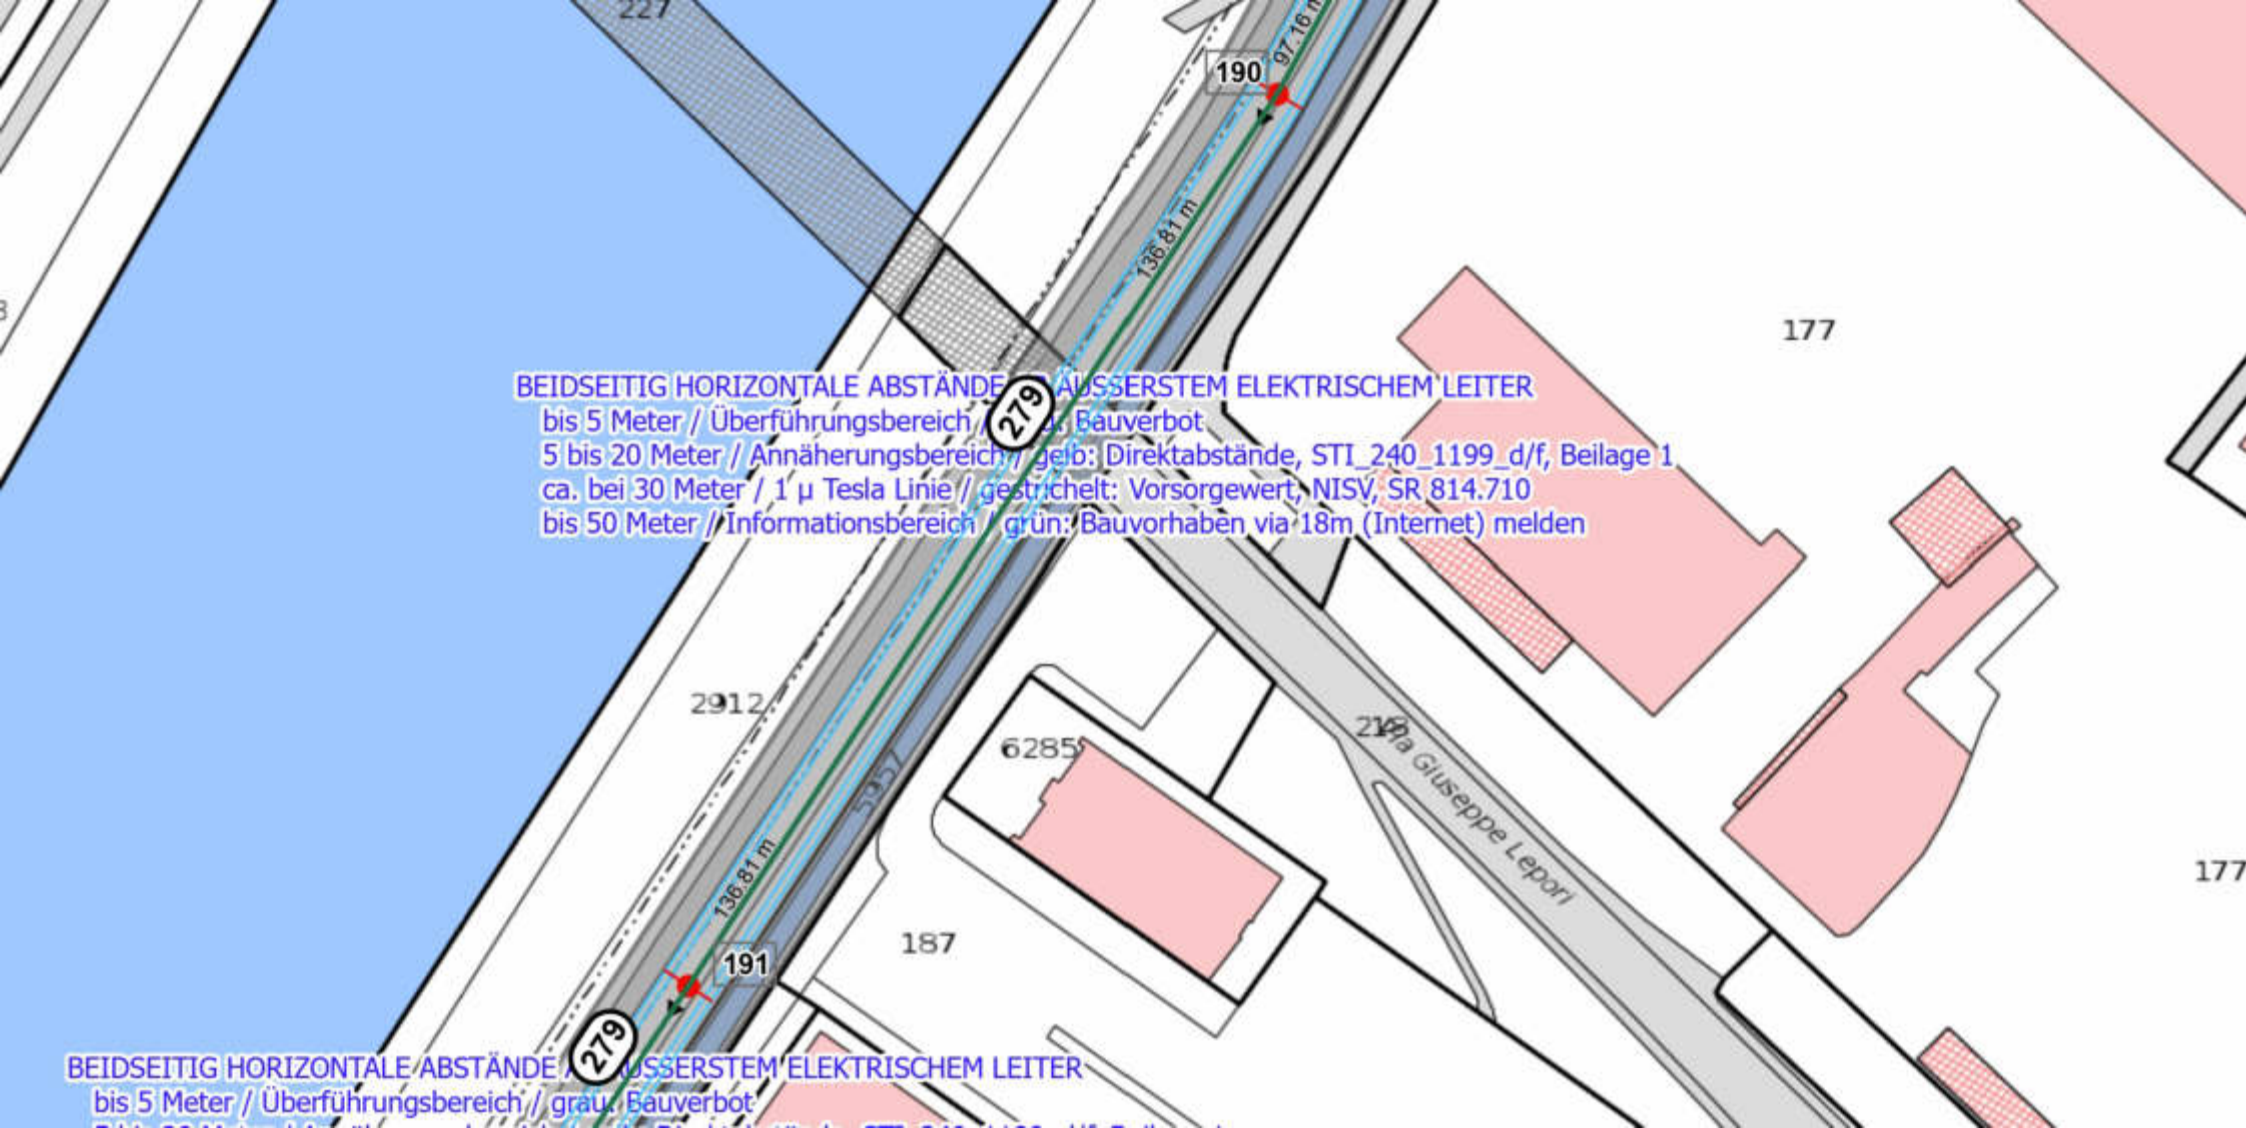 227
97.16 m
190
136.81 m
177
BEIDSEITIG HORIZONTALE ABSTÄNDE AUSSERSTEM ELEKTRISCHEM LEITER
279
bis 5 Meter / Überführungsbereich / Bauverbot
5 bis 20 Meter / Annäherungsbereich / gelb: Direktabstände, STI_240_1199_d/f, Beilage 1
ca. bei 30 Meter / 1 µ Tesla Linie / gestrichelt: Vorsorgewert, NISV, SR 814.710
bis 50 Meter / Informationsbereich / grün: Bauvorhaben via 18m (Internet) melden
2912
6285
Via Giuseppe Lepori
5957
136.81 m
177
187
191
279
BEIDSEITIG HORIZONTALE ABSTÄNDE AUSSERSTEM ELEKTRISCHEM LEITER
bis 5 Meter / Überführungsbereich / grau: Bauverbot